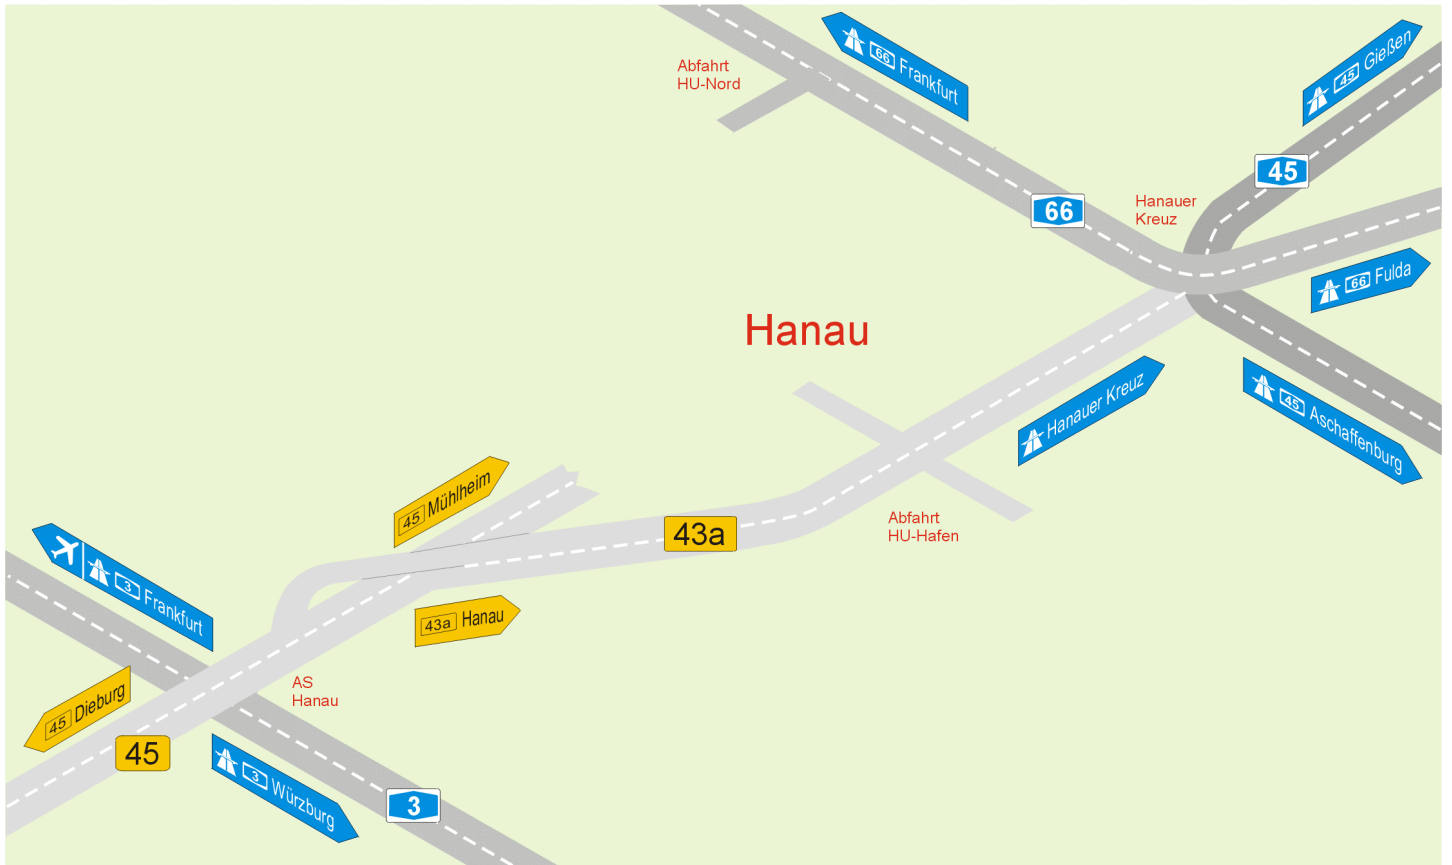 Abfahrt
HU-Nord
66 Frankfurt
45 Gießen
45
66
Hanauer
Kreuz
66 Fulda
Hanau
Hanauer Kreuz
45 Aschaffenburg
45 Mühlheim
43a
Abfahrt
HU-Hafen
3 Frankfurt
43a Hanau
AS
Hanau
45 Dieburg
45
3 Würzburg
3